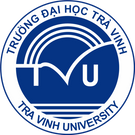 TRƯỜNG ĐẠI HỌC TRÀ VINH
TVU
TRA VINH UNIVERSITY